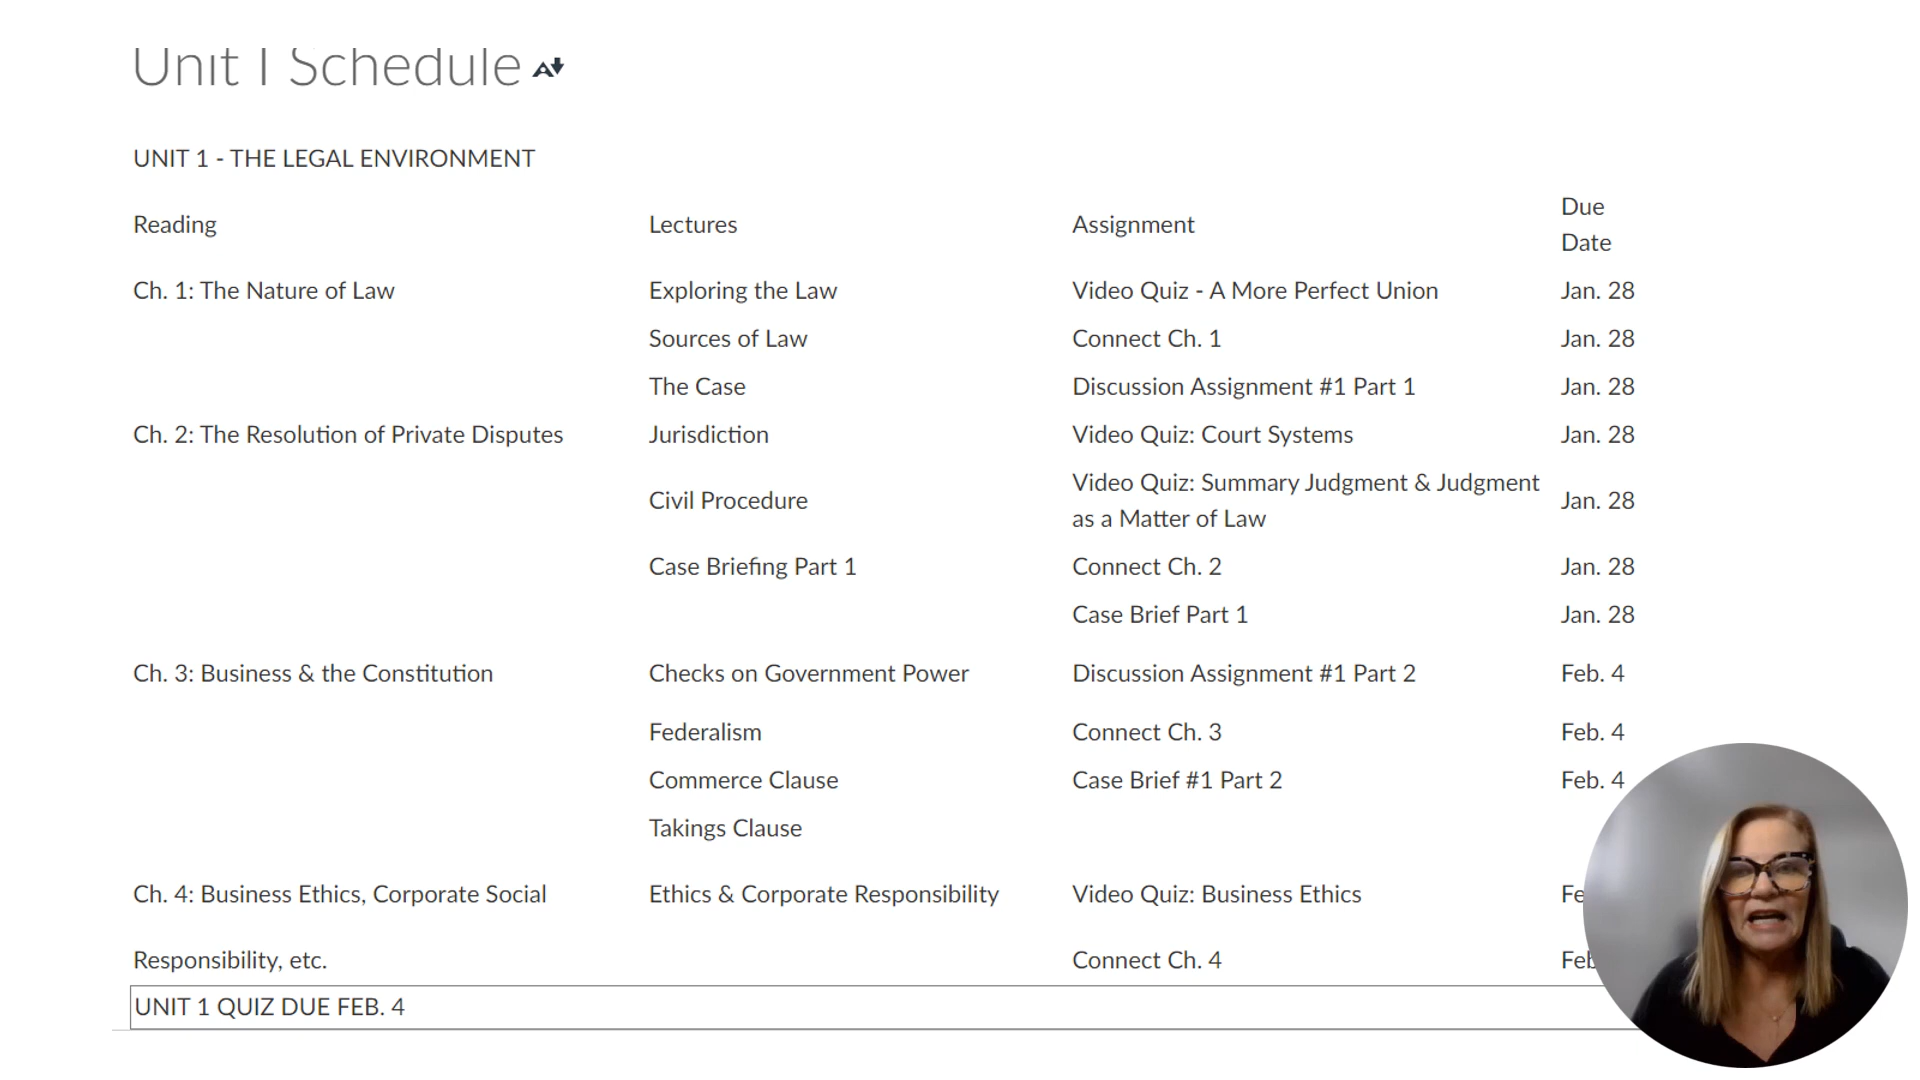 Unit 1 Schedule
UNIT 1 - THE LEGAL ENVIRONMENT
Reading Lectures Assignment Due Date
Ch. 1: The Nature of Law Exploring the Law Video Quiz - A More Perfect Union Jan. 28
Sources of Law Connect Ch. 1 Jan. 28
The Case Discussion Assignment #1 Part 1 Jan. 28
Ch. 2: The Resolution of Private Disputes Jurisdiction Video Quiz: Court Systems Jan. 28
Civil Procedure Video Quiz: Summary Judgment & Judgment as a Matter of Law Jan. 28
Case Briefing Part 1 Connect Ch. 2 Jan. 28
Case Brief Part 1 Jan. 28
Ch. 3: Business & the Constitution Checks on Government Power Discussion Assignment #1 Part 2 Feb. 4
Federalism Connect Ch. 3 Feb. 4
Commerce Clause Case Brief #1 Part 2 Feb. 4
Takings Clause
Ch. 4: Business Ethics, Corporate Social Ethics & Corporate Responsibility Video Quiz: Business Ethics
Responsibility, etc. Connect Ch. 4 Feb
UNIT 1 QUIZ DUE FEB. 4